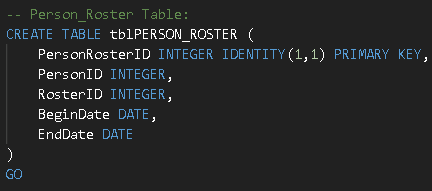 -- Person_Roster Table:
CREATE TABLE tblPERSON_ROSTER (
    PersonRosterID INTEGER IDENTITY(1,1) PRIMARY KEY,
    PersonID INTEGER,
    RosterID INTEGER,
    BeginDate DATE,
    EndDate DATE
)
GO